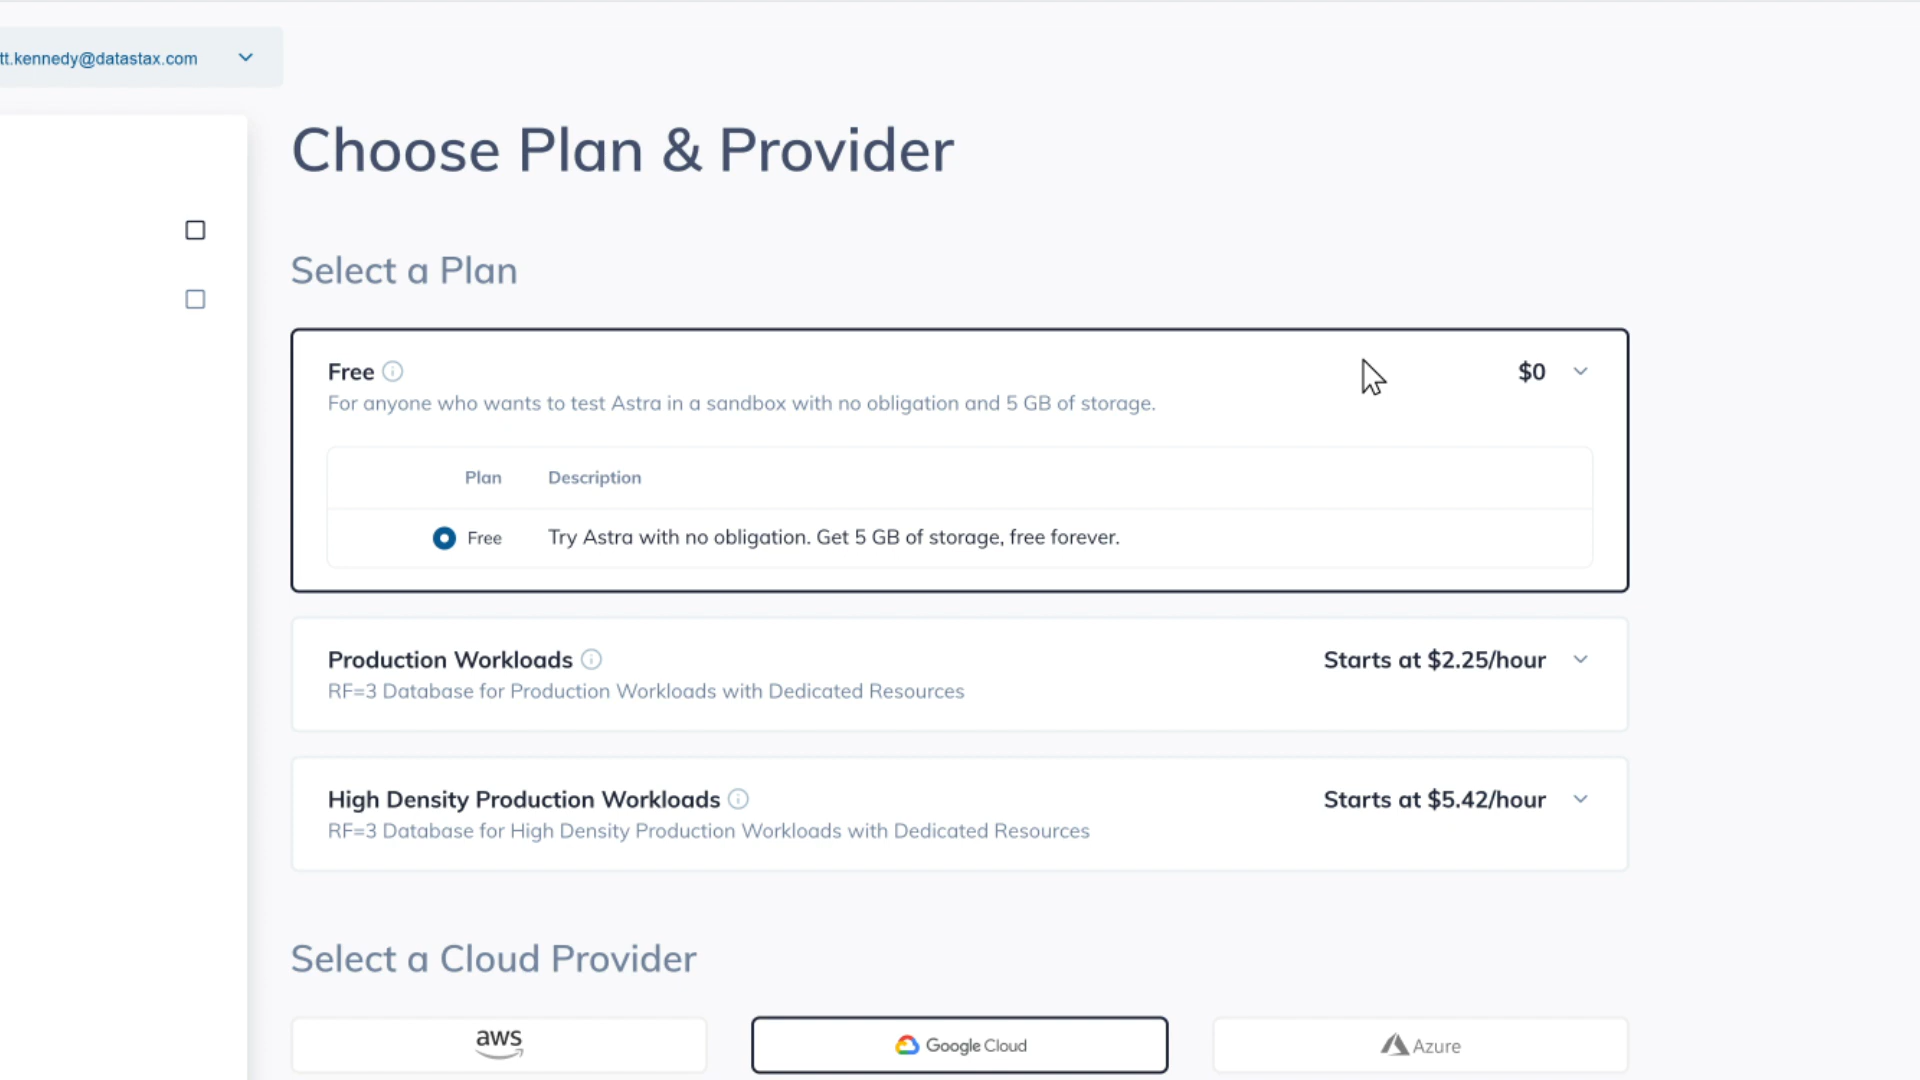 tt.kennedy@datastax.com
Choose Plan & Provider
Select a Plan
Free
$0
For anyone who wants to test Astra in a sandbox with no obligation and 5 GB of storage.
Plan Description
Free Try Astra with no obligation. Get 5 GB of storage, free forever.
Production Workloads
Starts at $2.25/hour
RF=3 Database for Production Workloads with Dedicated Resources
High Density Production Workloads
Starts at $5.42/hour
RF=3 Database for High Density Production Workloads with Dedicated Resources
Select a Cloud Provider
aws
Google Cloud
Azure